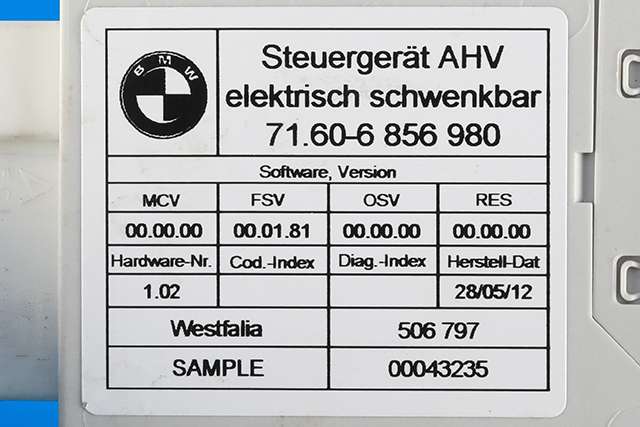 BMW
Steuergerät AHV
elektrisch schwenkbar
71.60-6 856 980
Software, Version
MCV FSV OSV RES
00.00.00 00.01.81 00.00.00 00.00.00
Hardware-Nr. Cod.-Index Diag.-Index Herstell-Dat
1.02 28/05/12
Westfalia 506 797
SAMPLE 00043235